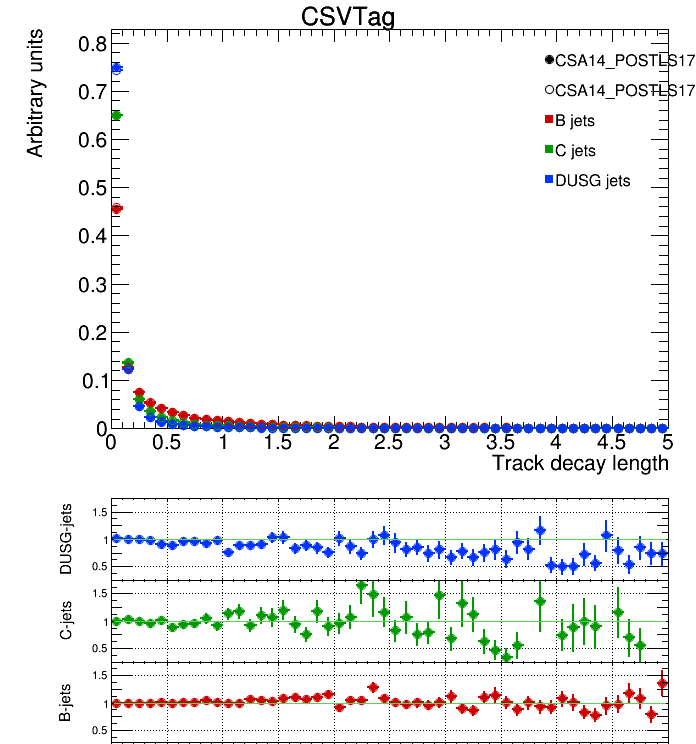 CSVTag
Arbitrary units
0.8
0.7
0.6
0.5
0.4
0.3
0.2
0.1
0
CSA14_POSTLS17
CSA14_POSTLS17
B jets
C jets
DUSG jets
0 0.5 1 1.5 2 2.5 3 3.5 4 4.5 5
Track decay length
DUSG-jets
1.5
1
0.5
C-jets
1.5
1
0.5
B-jets
1.5
1
0.5